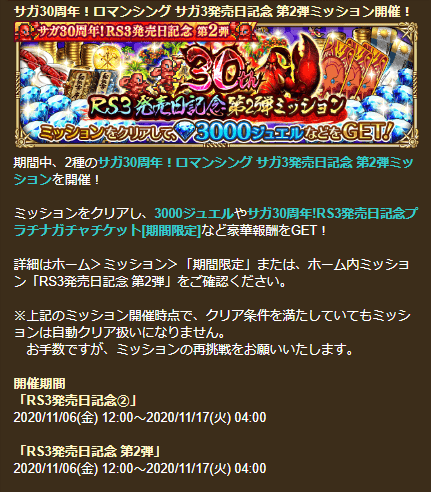 サガ30周年！ロマンシング サガ3発売日記念 第2弾ミッション開催！
サガ30周年！RS3発売日記念 第2弾
30th
RS3発売日記念第2弾ミッション
ミッションをクリアして、3000ジュエルなどをGET！
期間中、2種のサガ30周年！ロマンシング サガ3発売日記念 第2弾ミッ
ションを開催！
ミッションをクリアし、3000ジュエルやサガ30周年!RS3発売日記念プ
ラチナガチャチケット[期間限定]など豪華報酬をGET！
詳細はホーム＞ミッション＞「期間限定」または、ホーム内ミッショ
ン「RS3発売日記念 第2弾」をご確認ください。
※上記のミッション開催時点で、クリア条件を満たしていてもミッシ
ョンは自動クリア扱いになりません。
　お手数ですが、ミッションの再挑戦をお願いいたします。
開催期間
「RS3発売日記念②」
2020/11/06(金) 12:00～2020/11/17(火) 04:00
「RS3発売日記念 第2弾」
2020/11/06(金) 12:00～2020/11/17(火) 04:00